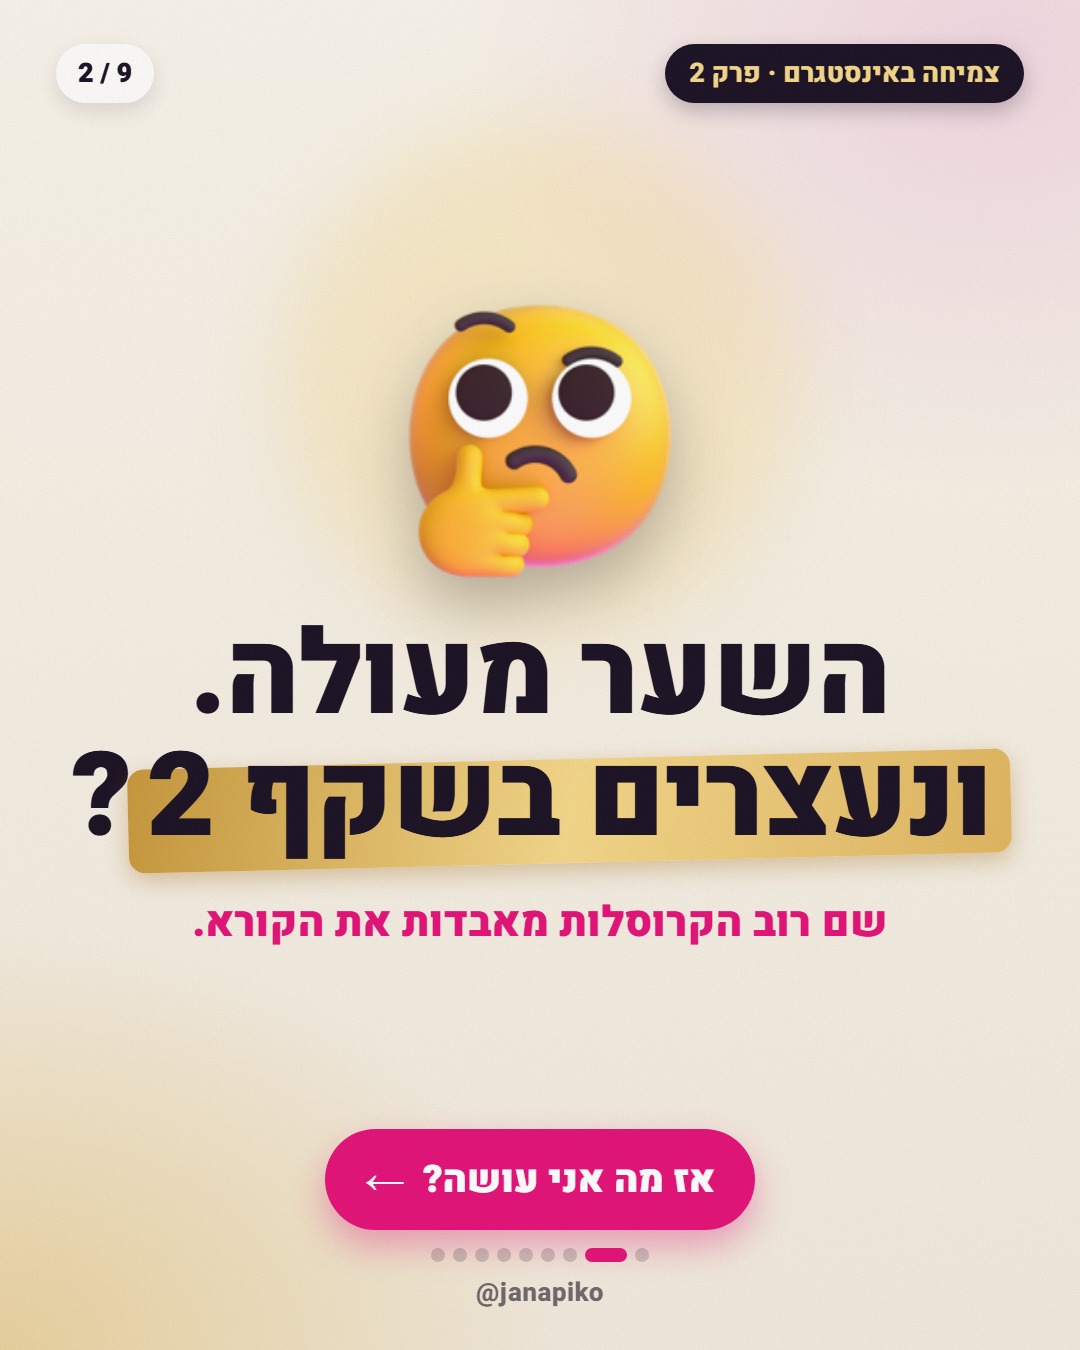 צמיחה באינסטגרם · פרק 2
2 / 9
השער מעולה.
ונעצרים בשקף 2?
שם רוב הקרוסלות מאבדות את הקורא.
אז מה אני עושה? ←
@janapiko